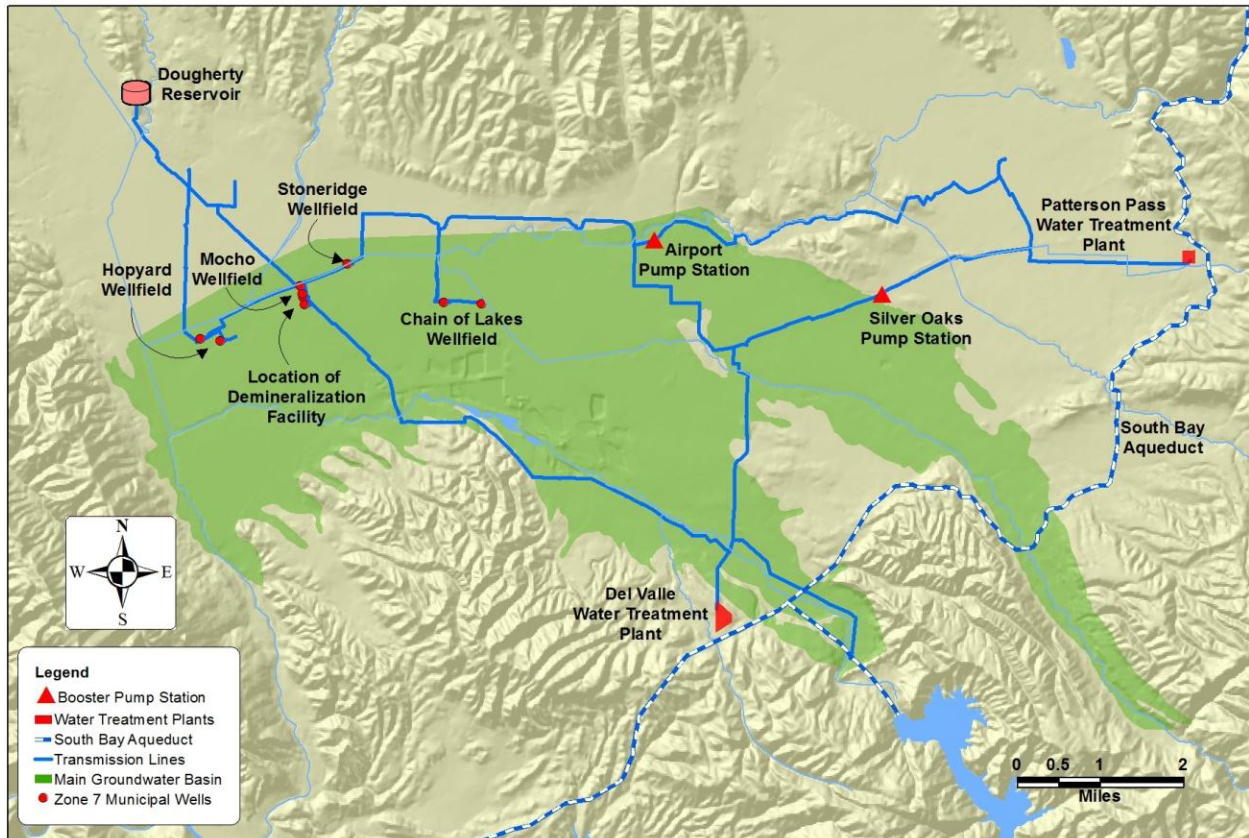 Dougherty
Reservoir
Stoneridge
Wellfield
Mocho
Wellfield
Hopyard
Wellfield
Location of
Demineralization
Facility
Chain of Lakes
Wellfield
Airport
Pump Station
Silver Oaks
Pump Station
Patterson Pass
Water Treatment
Plant
South Bay
Aqueduct
Del Valle
Water Treatment
Plant
N
W E
S
Legend
Booster Pump Station
Water Treatment Plants
South Bay Aqueduct
Transmission Lines
Main Groundwater Basin
Zone 7 Municipal Wells
0 0.5 1 2
Miles